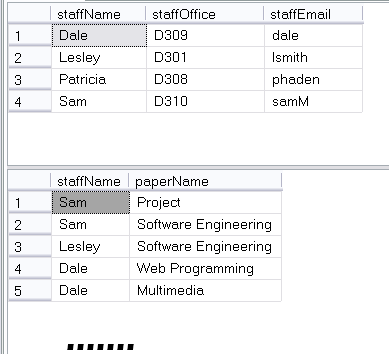 staffName staffOffice staffEmail
1 Dale D309 dale
2 Lesley D301 lsmith
3 Patricia D308 phaden
4 Sam D310 samM
staffName paperName
1 Sam Project
2 Sam Software Engineering
3 Lesley Software Engineering
4 Dale Web Programming
5 Dale Multimedia